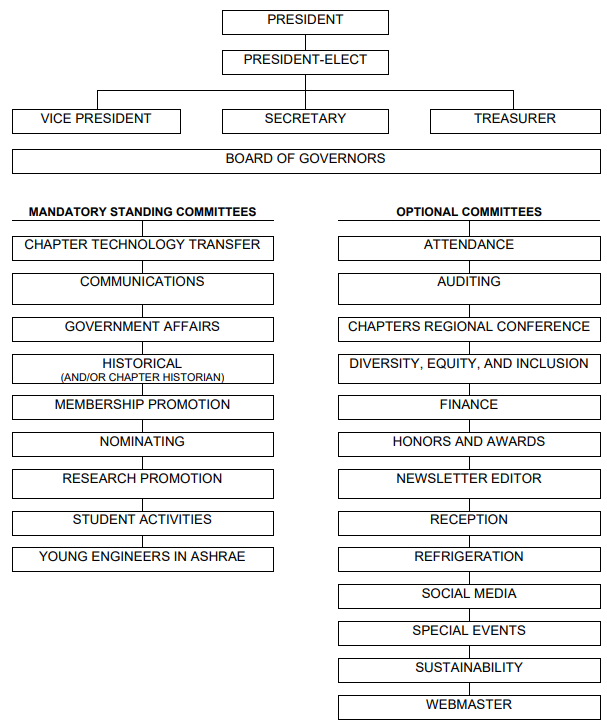 PRESIDENT
PRESIDENT-ELECT
VICE PRESIDENT
SECRETARY
TREASURER
BOARD OF GOVERNORS
MANDATORY STANDING COMMITTEES
CHAPTER TECHNOLOGY TRANSFER
COMMUNICATIONS
GOVERNMENT AFFAIRS
HISTORICAL
(AND/OR CHAPTER HISTORIAN)
MEMBERSHIP PROMOTION
NOMINATING
RESEARCH PROMOTION
STUDENT ACTIVITIES
YOUNG ENGINEERS IN ASHRAE
OPTIONAL COMMITTEES
ATTENDANCE
AUDITING
CHAPTERS REGIONAL CONFERENCE
DIVERSITY, EQUITY, AND INCLUSION
FINANCE
HONORS AND AWARDS
NEWSLETTER EDITOR
RECEPTION
REFRIGERATION
SOCIAL MEDIA
SPECIAL EVENTS
SUSTAINABILITY
WEBMASTER